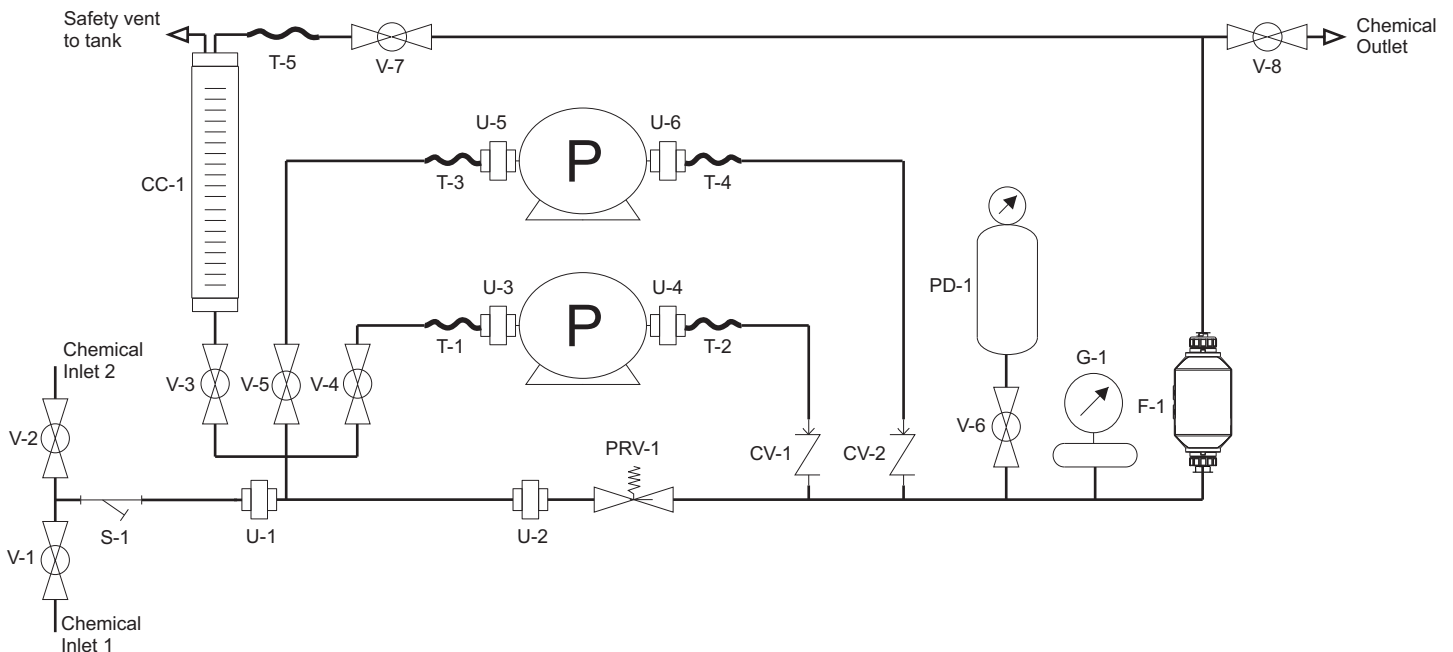 Safety vent
to tank
T-5
V-7
V-8
Chemical
Outlet
CC-1
U-5
P
U-6
T-3
T-4
PD-1
U-3
P
U-4
T-1
T-2
Chemical
Inlet 2
V-3
V-5
V-4
G-1
F-1
V-2
V-6
PRV-1
CV-1
CV-2
S-1
U-1
U-2
V-1
Chemical
Inlet 1